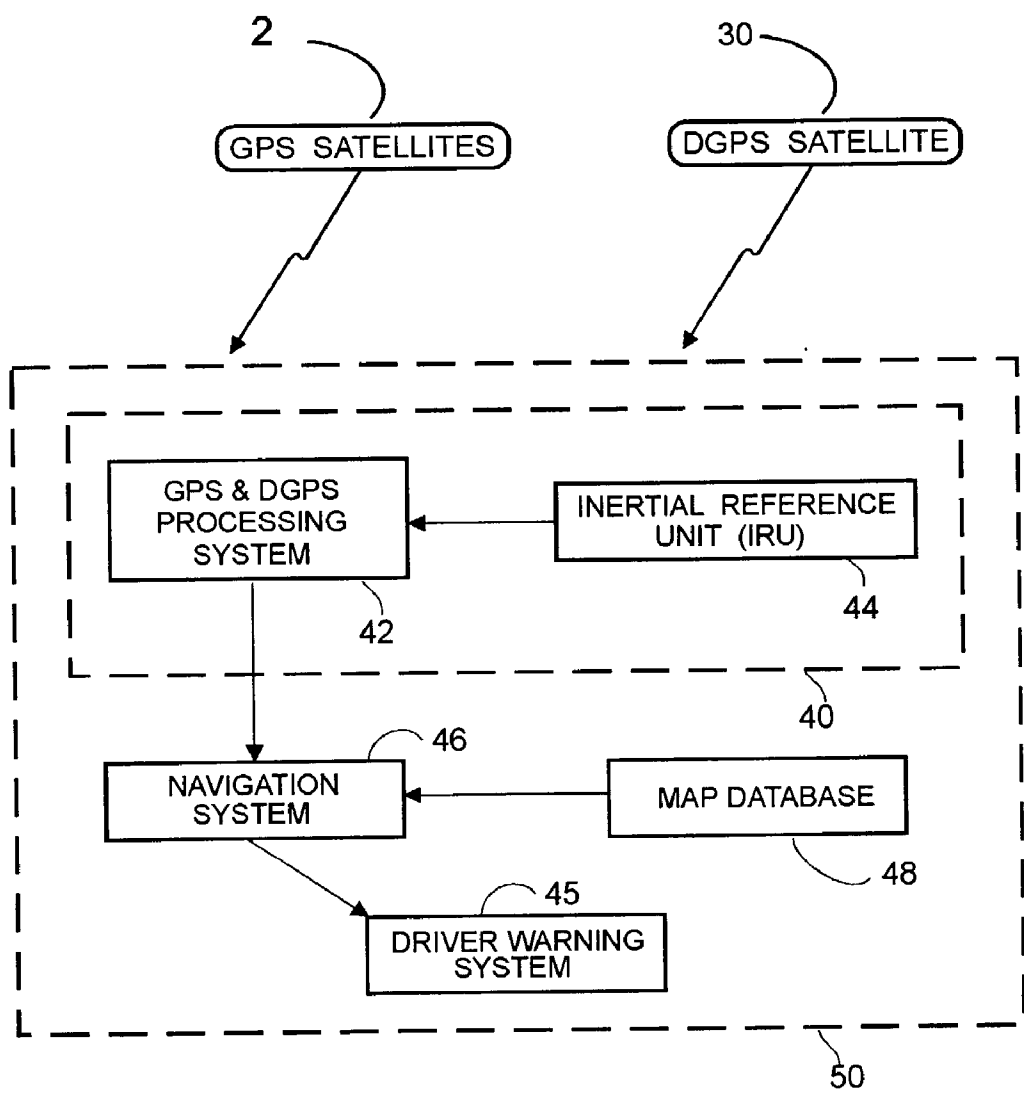 2
30
GPS SATELLITES
DGPS SATELLITE
GPS & DGPS
PROCESSING
SYSTEM
INERTIAL REFERENCE
UNIT (IRU)
42
44
40
46
NAVIGATION
SYSTEM
MAP DATABASE
48
45
DRIVER WARNING
SYSTEM
50